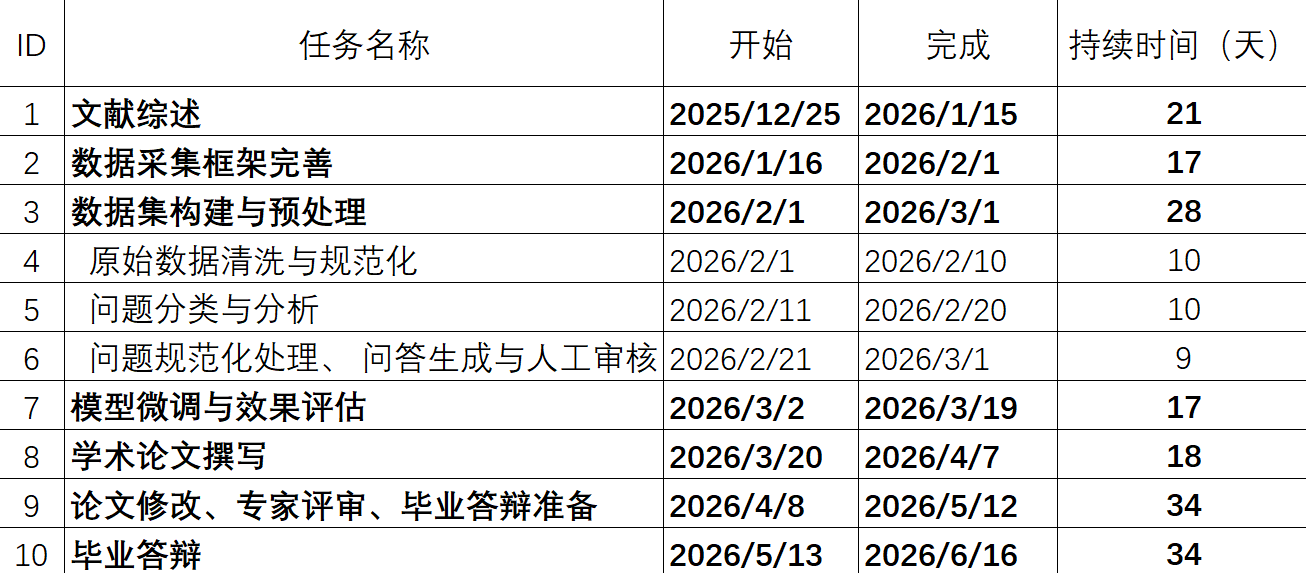 ID 任务名称 开始 完成 持续时间（天）
1 文献综述 2025/12/25 2026/1/15 21
2 数据采集框架完善 2026/1/16 2026/2/1 17
3 数据集构建与预处理 2026/2/1 2026/3/1 28
4 原始数据清洗与规范化 2026/2/1 2026/2/10 10
5 问题分类与分析 2026/2/11 2026/2/20 10
6 问题规范化处理、 问答生成与人工审核 2026/2/21 2026/3/1 9
7 模型微调与效果评估 2026/3/2 2026/3/19 17
8 学术论文撰写 2026/3/20 2026/4/7 18
9 论文修改、专家评审、毕业答辩准备 2026/4/8 2026/5/12 34
10 毕业答辩 2026/5/13 2026/6/16 34